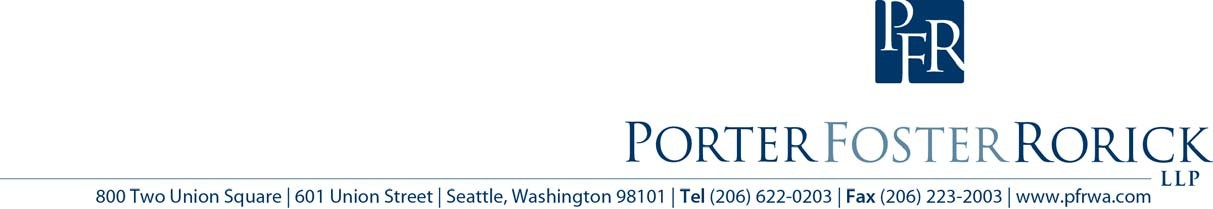 PFR
PORTER FOSTER RORICK
LLP
800 Two Union Square | 601 Union Street | Seattle, Washington 98101 | Tel (206) 622-0203 | Fax (206) 223-2003 | www.pfrwa.com